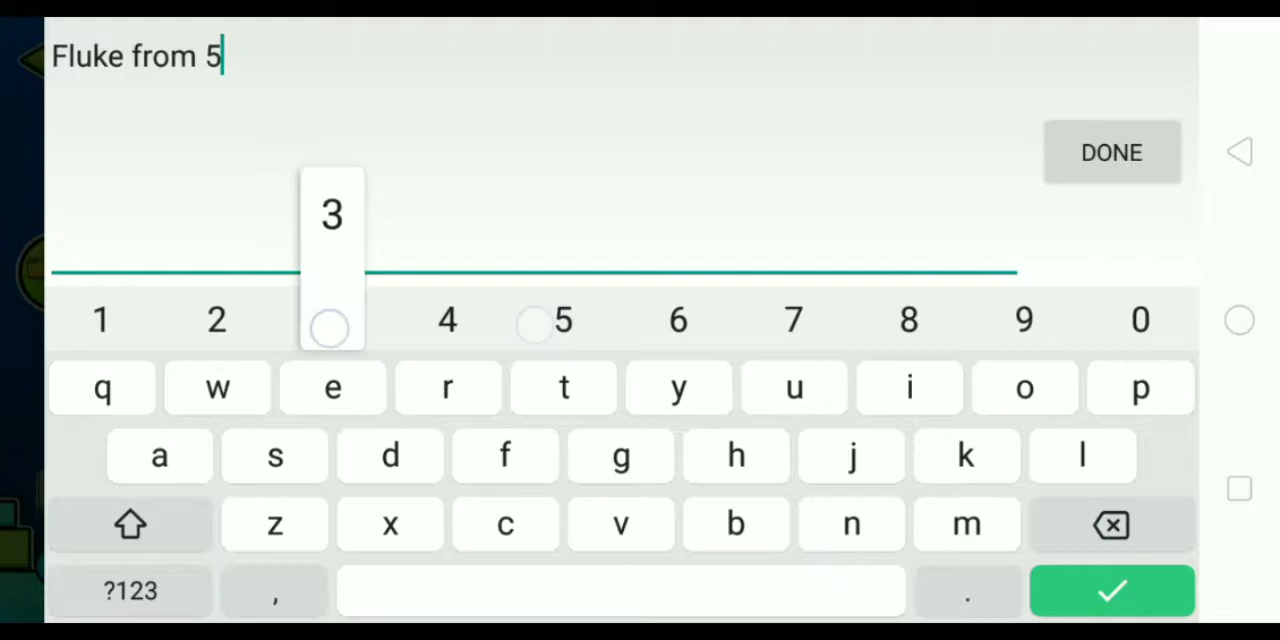 Fluke from 5
DONE
3
1 2 4 5 6 7 8 9 0
q w e r t y u i o p
a s d f g h j k l
z x c v b n m
?123 , .